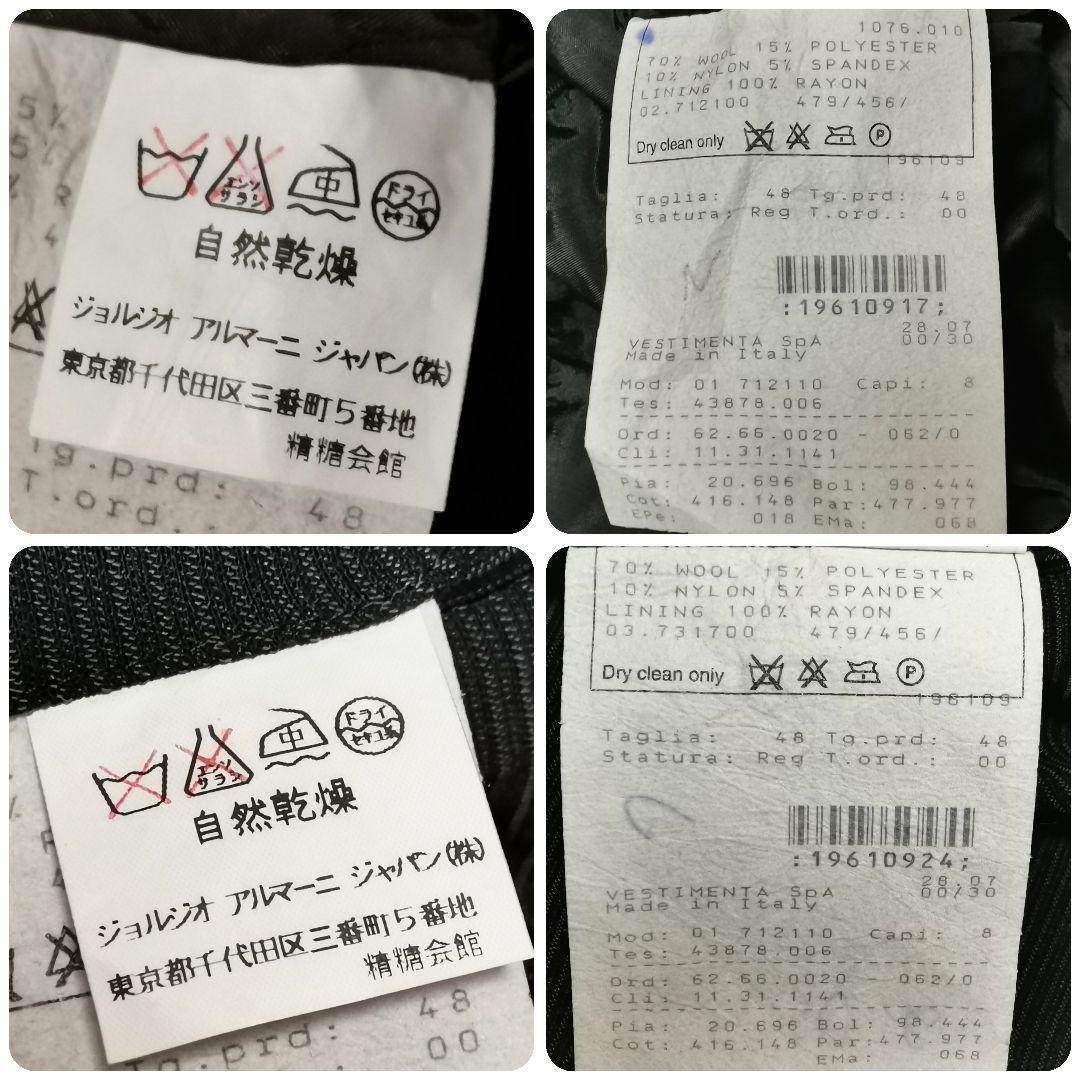 5%
5%
エンソ
サラシ
中
ドライ
セキユ系
自然乾燥
ジョルジオ アルマーニ ジャパン(株)
東京都千代田区三番町5番地
精糖会館
Tg.prd: 48
T.ord.:
1076.010
70% WOOL 15% POLYESTER
10% NYLON 5% SPANDEX
LINING 100% RAYON
02.712100 479/456/
Dry clean only P
196109
Taglia: 48 Tg.prd: 48
Statura: Reg T.ord.: 00
:19610917;
28.07
VESTIMENTA SpA 00/30
Made in Italy
Mod: 01 712110 Capi: 8
Tes: 43878.006
Ord: 62.66.0020 - 062/0
Cli: 11.31.1141
Pia: 20.696 Bol: 98.444
Cot: 416.148 Par:477.977
EPe: 018 EMa: 068
エンソ
サラシ
中
ドライ
セキユ系
自然乾燥
ジョルジオ アルマーニ ジャパン(株)
東京都千代田区三番町5番地
精糖会館
48
Tg.prd: 00
70% WOOL 15% POLYESTER
10% NYLON 5% SPANDEX
LINING 100% RAYON
03.731700 479/456/
Dry clean only P
196109
Taglia: 48 Tg.prd: 48
Statura: Reg T.ord.: 00
:19610924;
28.07
VESTIMENTA SpA 00/30
Made in Italy
Mod: 01 712110 Capi: 8
Tes: 43878.006
Ord: 62.66.0020 - 062/0
Cli: 11.31.1141
Pia: 20.696 Bol: 98.444
Cot: 416.148 Par:477.977
EMa: 068